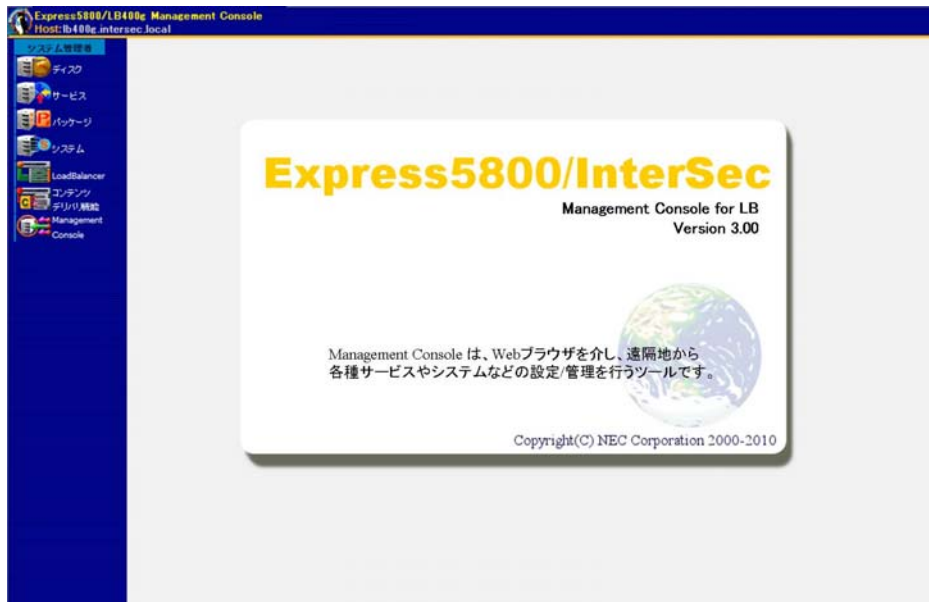 Express5800/LB400g Management Console
Host:lb400g.intersec.local
システム管理者
ディスク
サービス
パッケージ
システム
LoadBalancer
コンテンツ
デリバリ機能
Management
Console
Express5800/InterSec
Management Console for LB
Version 3.00
Management Console は、Webブラウザを介し、遠隔地から
各種サービスやシステムなどの設定/管理を行うツールです。
Copyright(C) NEC Corporation 2000-2010